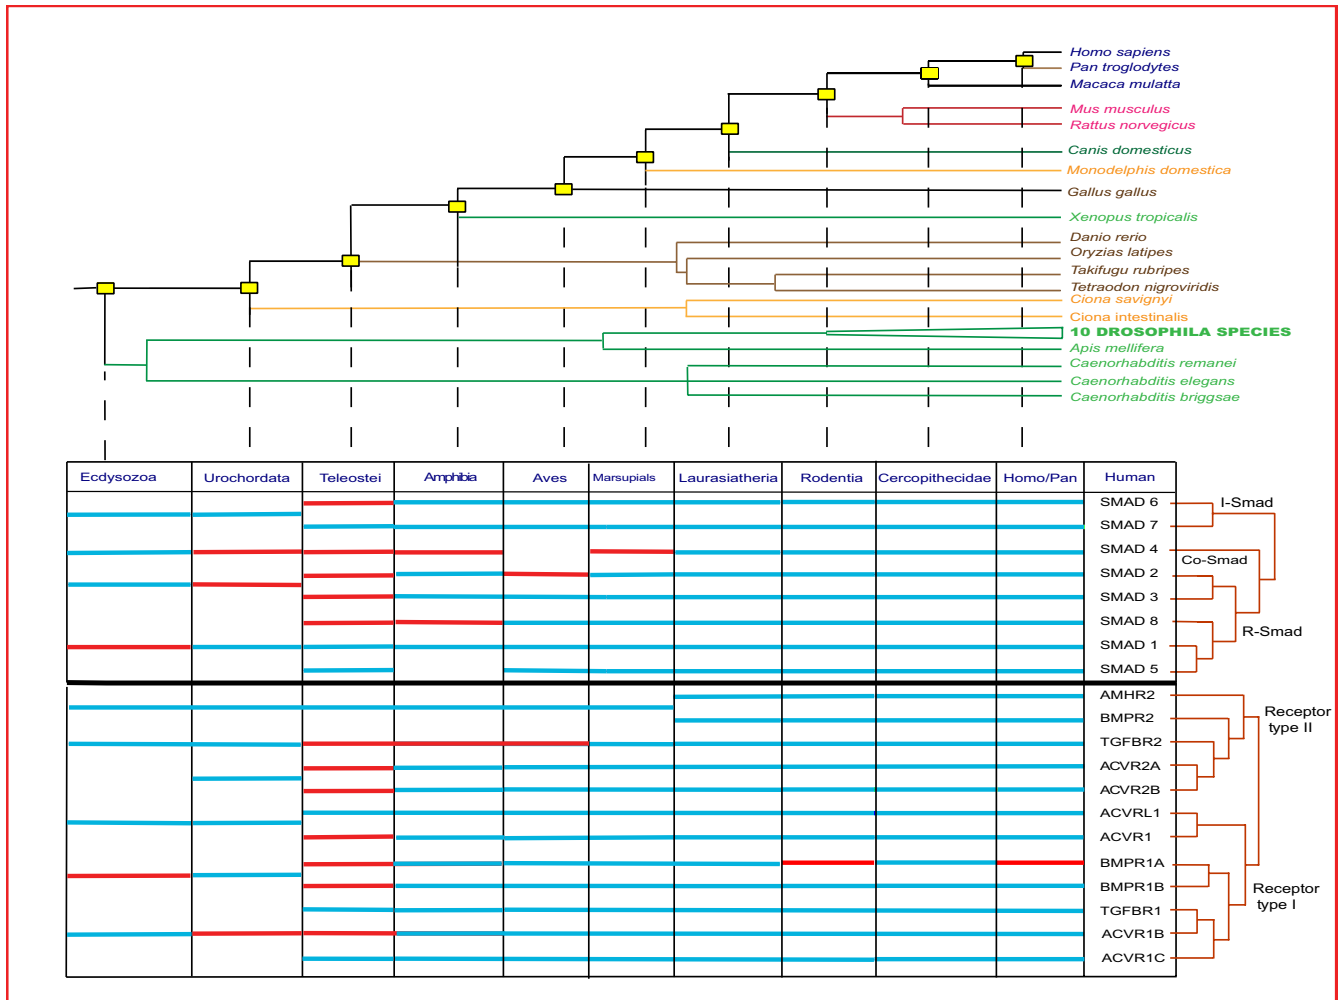 Homo sapiens
Pan troglodytes
Macaca mulatta
Mus musculus
Rattus norvegicus
Canis domesticus
Monodelphis domestica
Gallus gallus
Xenopus tropicalis
Danio rerio
Oryzias latipes
Takifugu rubripes
Tetraodon nigroviridis
Ciona savignyi
Ciona intestinalis
10 DROSOPHILA SPECIES
Apis mellifera
Caenorhabditis remanei
Caenorhabditis elegans
Caenorhabditis briggsae
Ecdysozoa Urochordata Teleostei Amphibia Aves Marsupials Laurasiatheria Rodentia Cercopithecidae Homo/Pan Human
SMAD 6 I-Smad
SMAD 7
SMAD 4
Co-Smad
SMAD 2
SMAD 3
SMAD 8
R-Smad
SMAD 1
SMAD 5
AMHR2
BMPR2
Receptor
type II
TGFBR2
ACVR2A
ACVR2B
ACVRL1
ACVR1
BMPR1A
BMPR1B
Receptor
type I
TGFBR1
ACVR1B
ACVR1C